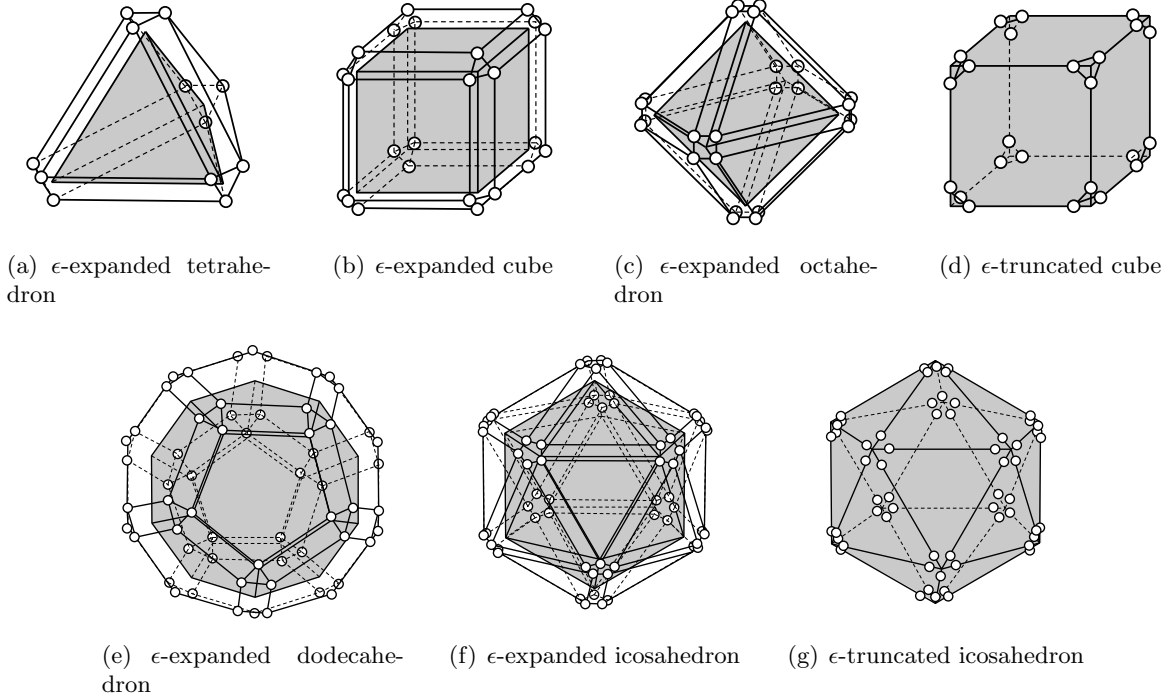 (a) ϵ-expanded tetrahe-
dron
(b) ϵ-expanded cube
(c) ϵ-expanded octahe-
dron
(d) ϵ-truncated cube
(e) ϵ-expanded dodecahe-
dron
(f) ϵ-expanded icosahedron
(g) ϵ-truncated icosahedron